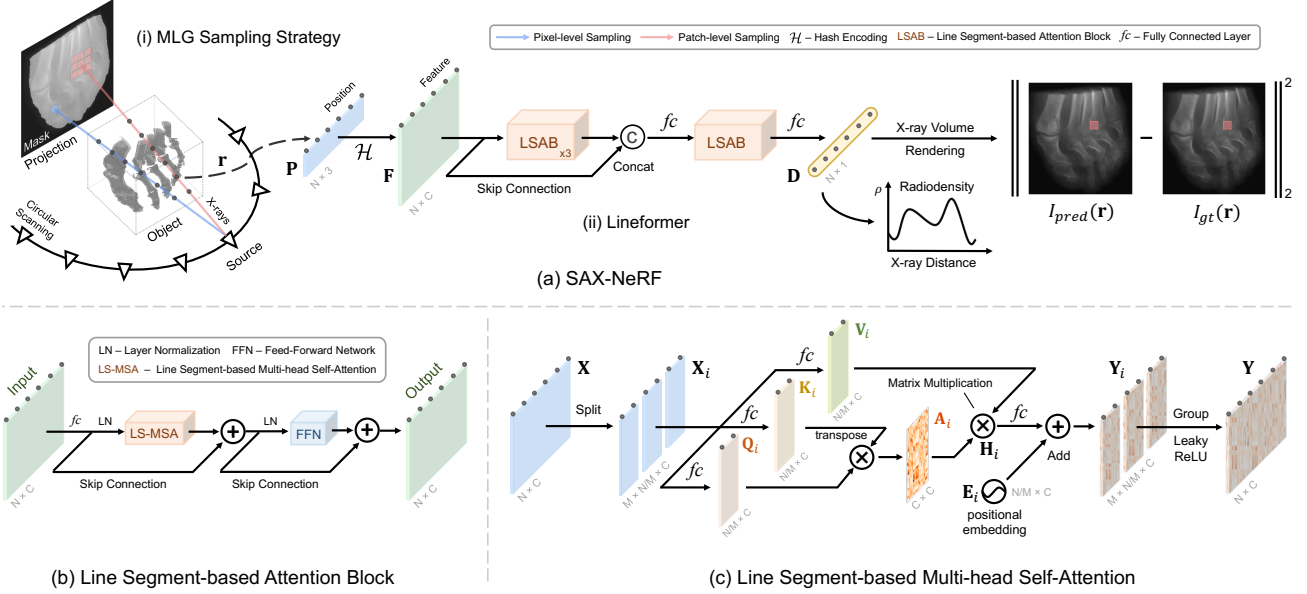 (i) MLG Sampling Strategy
Pixel-level Sampling
Patch-level Sampling
ℋ – Hash Encoding
LSAB – Line Segment-based Attention Block
fc – Fully Connected Layer
Mask
Projection
Object
X-rays
Source
Circular
Scanning
r
Position
P
N × 3
ℋ
Feature
F
N × C
LSAB
x3
Skip Connection
C
Concat
fc
LSAB
fc
D
N × 1
X-ray Volume
Rendering
ρ
Radiodensity
X-ray Distance
I_pred(r)
–
I_gt(r)
2
2
(ii) Lineformer
(a) SAX-NeRF
LN – Layer Normalization FFN – Feed-Forward Network
LS-MSA – Line Segment-based Multi-head Self-Attention
Input
N × C
fc
LN
LS-MSA
+
LN
FFN
+
Skip Connection
Skip Connection
Output
N × C
(b) Line Segment-based Attention Block
X
N × C
Split
X_i
M × N/M × C
fc
V_i
N/M × C
fc
K_i
N/M × C
fc
Q_i
N/M × C
transpose
×
A_i
C × C
Matrix Multiplication
×
H_i
fc
+
Add
E_i
N/M × C
positional
embedding
Y_i
M × N/M × C
Group
Leaky
ReLU
Y
N × C
(c) Line Segment-based Multi-head Self-Attention